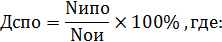 Дспо = Nипо / Nои × 100% ,где: